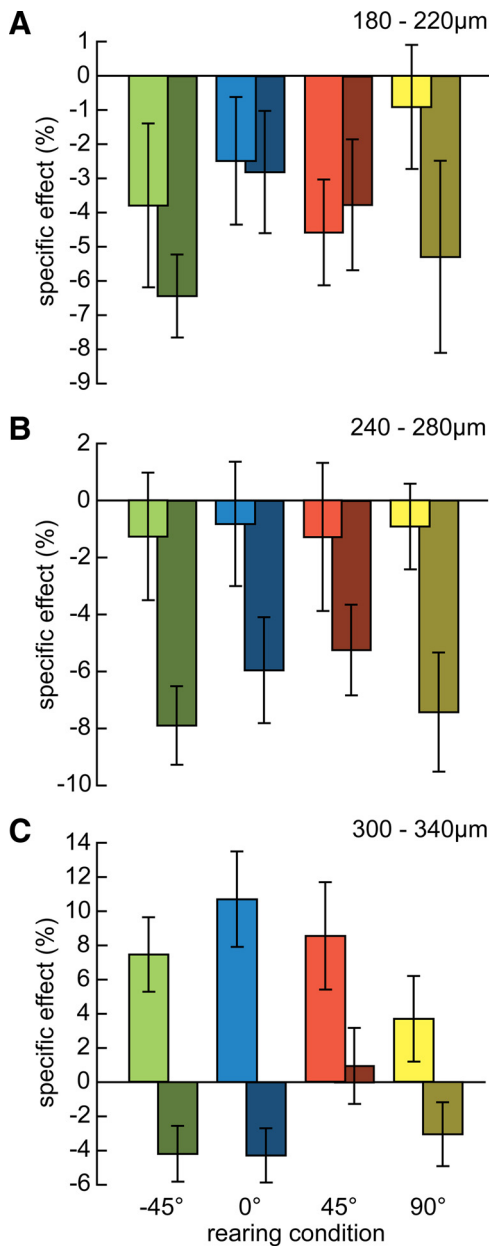 A
180 - 220µm
1
0
-1
-2
-3
-4
-5
-6
-7
-8
-9
specific effect (%)
B
240 - 280µm
2
0
-2
-4
-6
-8
-10
specific effect (%)
C
300 - 340µm
14
12
10
8
6
4
2
0
-2
-4
-6
specific effect (%)
-45° 0° 45° 90°
rearing condition